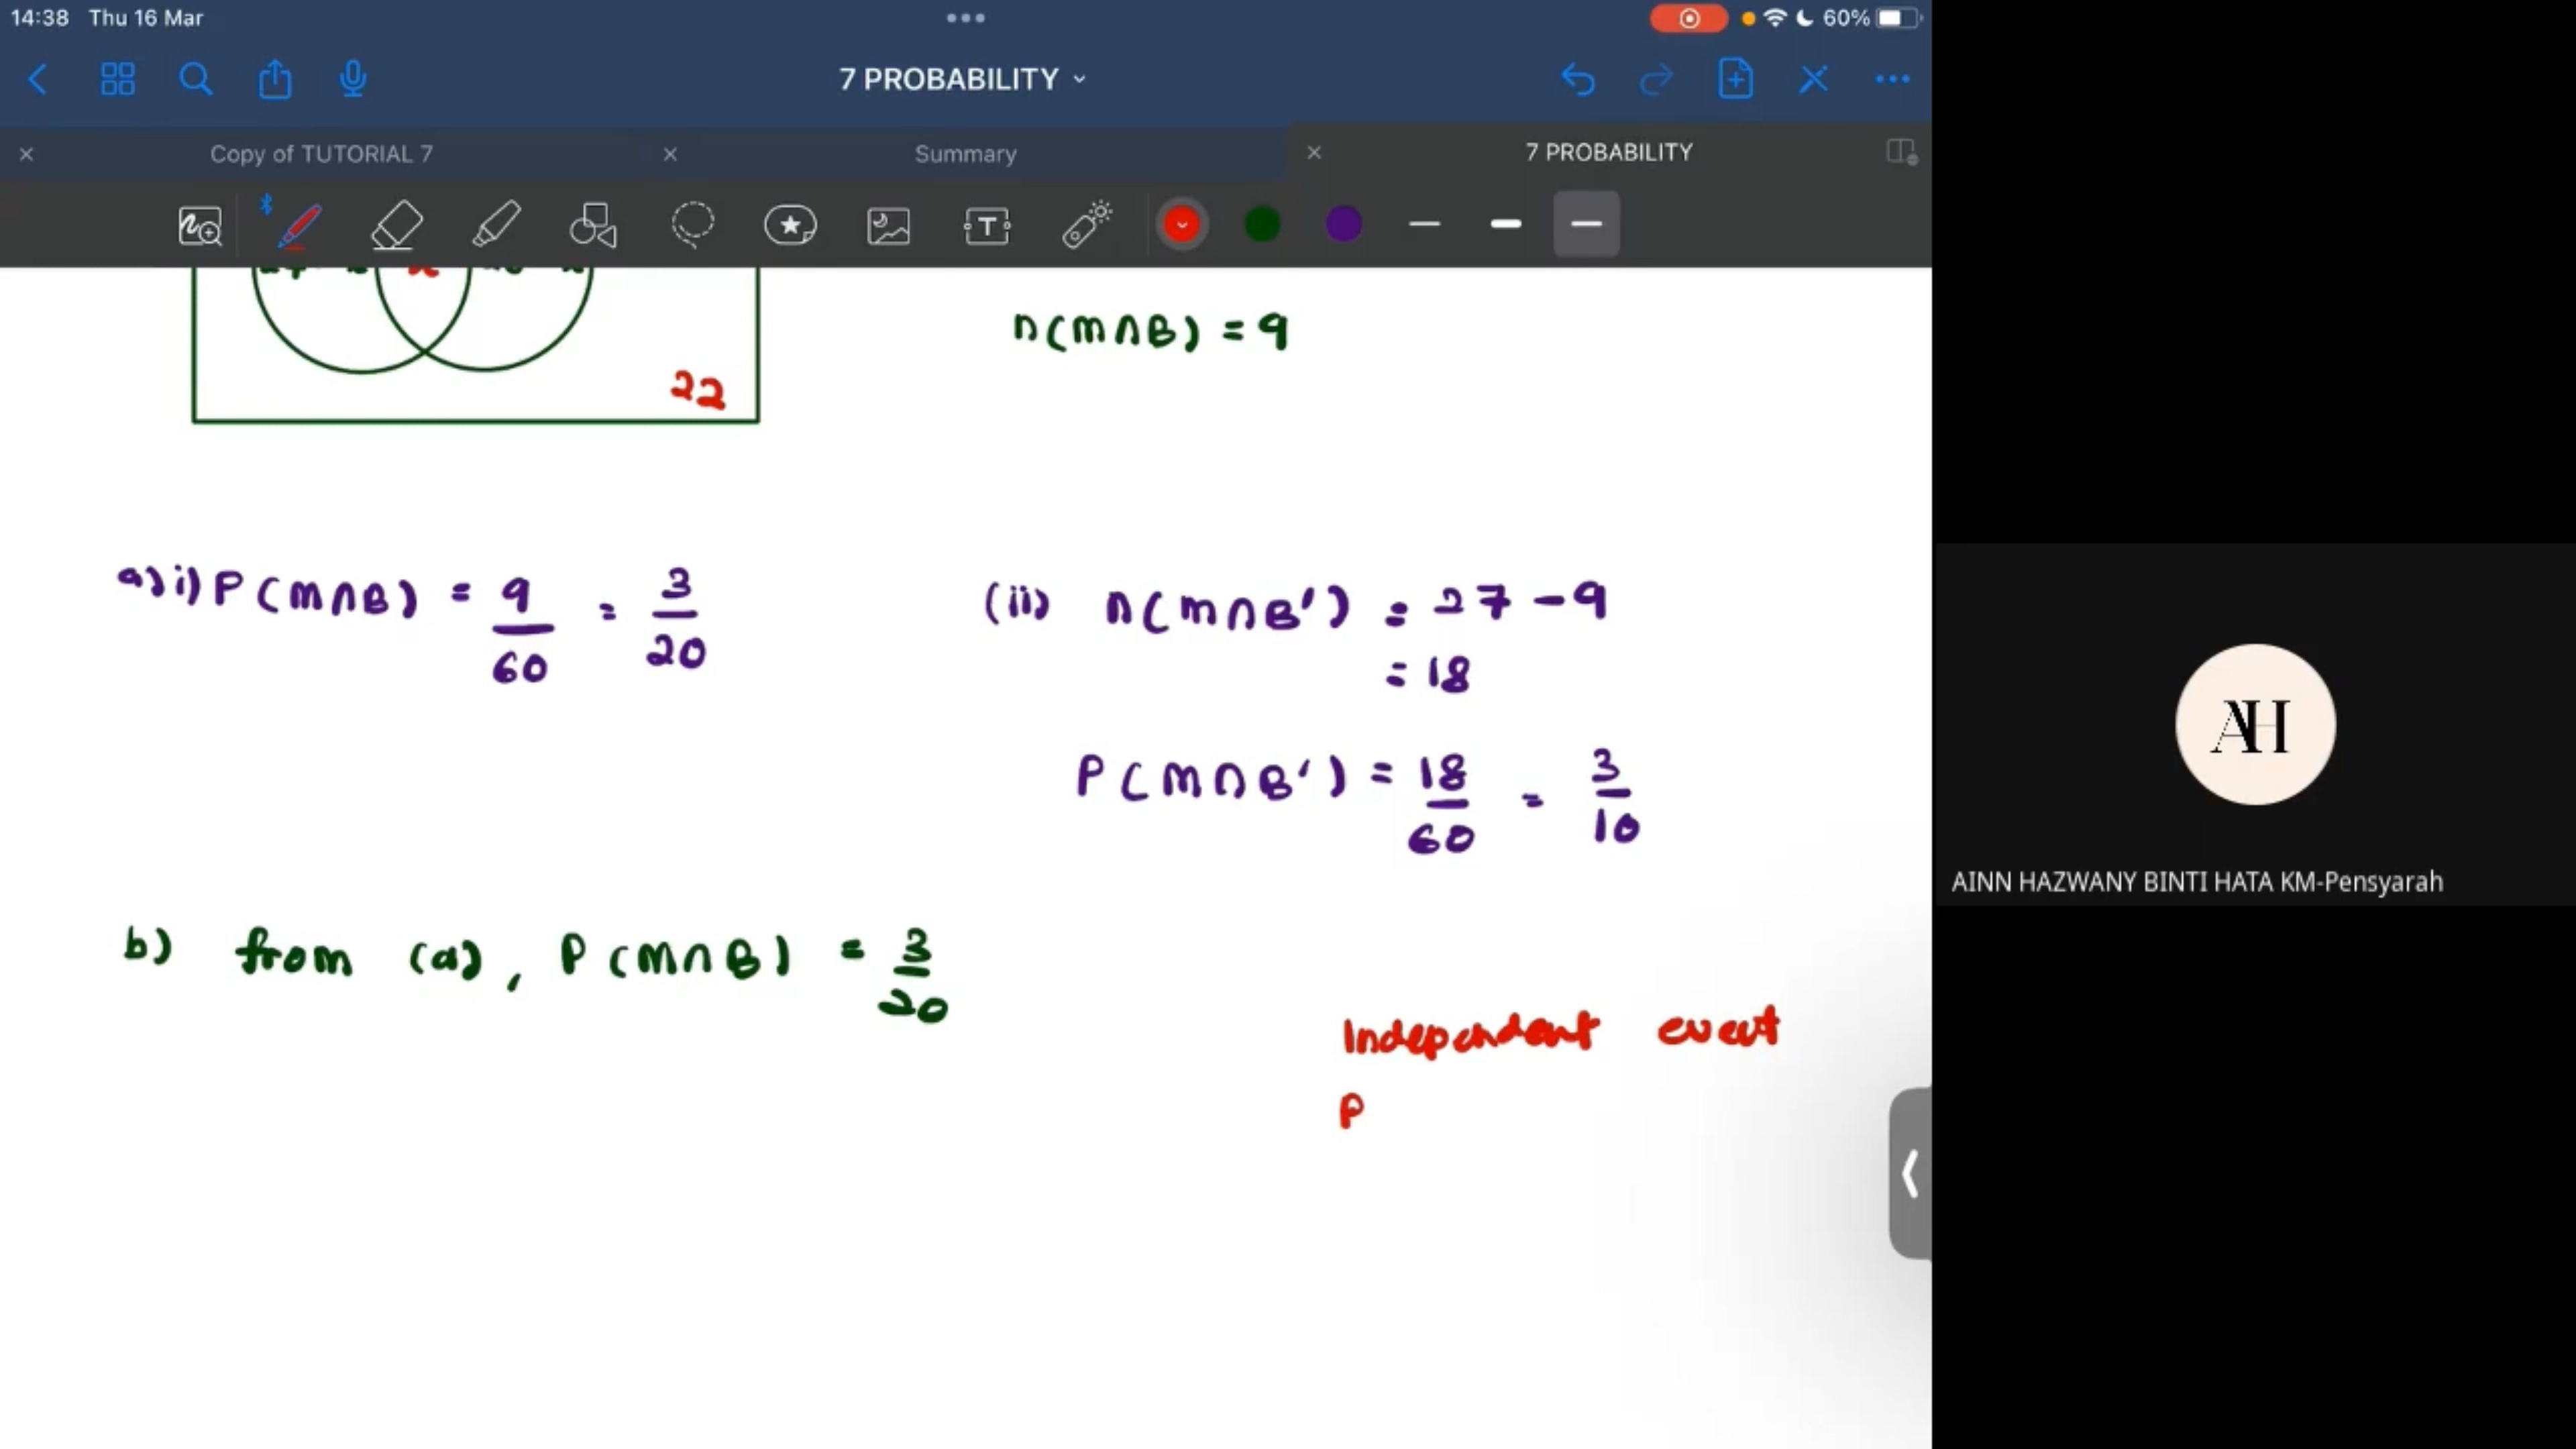 14:38 Thu 16 Mar
60%
7 PROBABILITY
Copy of TUTORIAL 7
Summary
7 PROBABILITY
T
n(m∩B) = 9
22
a) i) P(M∩B) = 9/60 = 3/20
(ii) n(M∩B') = 27 - 9
= 18
P(M∩B') = 18/60 = 3/10
b) from (a), P(M∩B) = 3/20
Independent event
P
AH
AINN HAZWANY BINTI HATA KM-Pensyarah